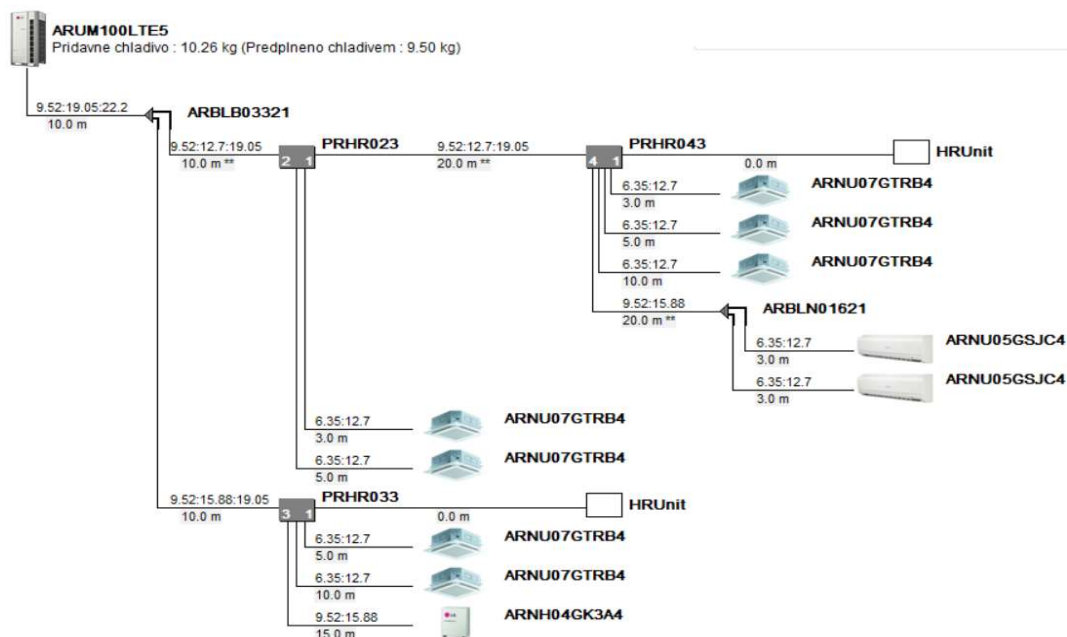 ARUM100LTE5
Pridavne chladivo : 10.26 kg (Predplneno chladivem : 9.50 kg)
9.52:19.05:22.2
10.0 m
ARBLB03321
9.52:12.7:19.05
10.0 m **
2 1
PRHR023
9.52:12.7:19.05
20.0 m **
4 1
PRHR043
0.0 m
HRUnit
6.35:12.7
3.0 m
ARNU07GTRB4
6.35:12.7
5.0 m
ARNU07GTRB4
6.35:12.7
10.0 m
ARNU07GTRB4
9.52:15.88
20.0 m **
ARBLN01621
6.35:12.7
3.0 m
ARNU05GSJC4
6.35:12.7
3.0 m
ARNU05GSJC4
6.35:12.7
3.0 m
ARNU07GTRB4
6.35:12.7
5.0 m
ARNU07GTRB4
9.52:15.88:19.05
10.0 m
3 1
PRHR033
0.0 m
HRUnit
6.35:12.7
5.0 m
ARNU07GTRB4
6.35:12.7
10.0 m
ARNU07GTRB4
9.52:15.88
15.0 m
ARNH04GK3A4